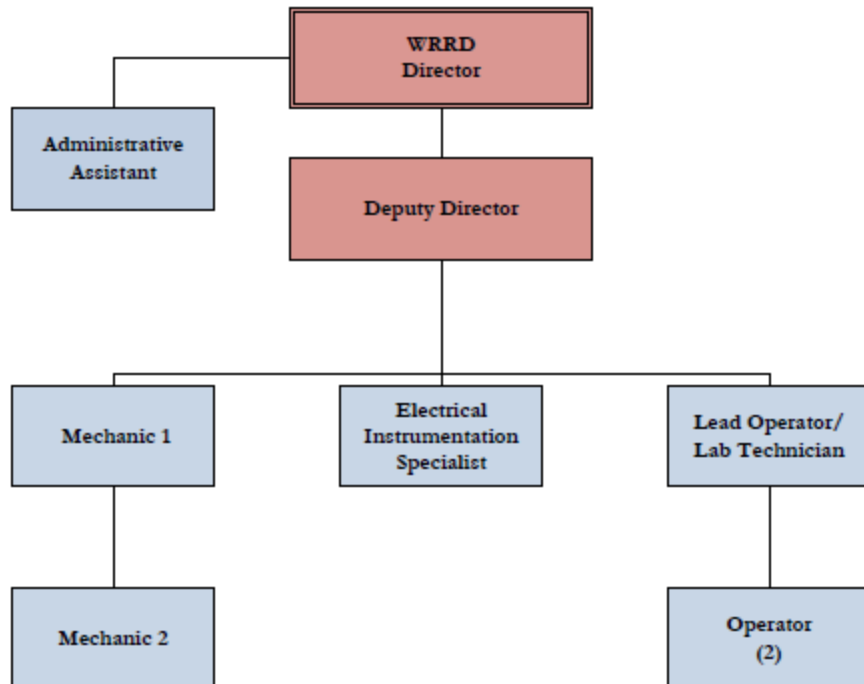 WRRD
Director
Administrative
Assistant
Deputy Director
Mechanic 1
Electrical
Instrumentation
Specialist
Lead Operator/
Lab Technician
Mechanic 2
Operator
(2)